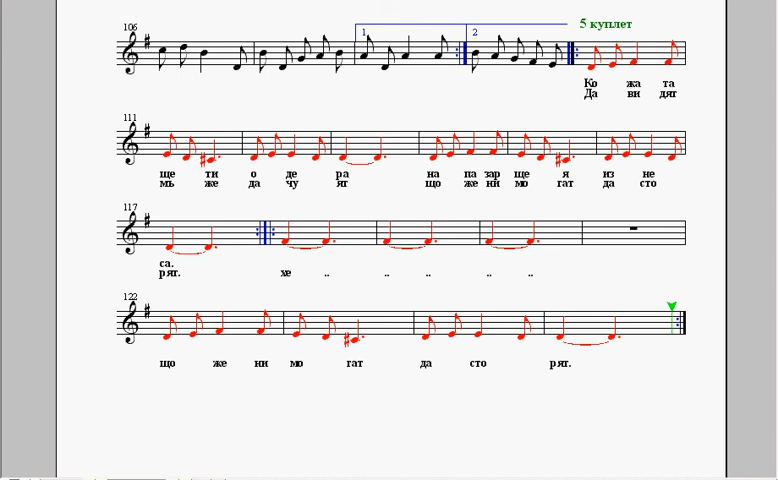 106 1 2 5 куплет
Ко жа та
Да ви дят
111
ще ти о де ра на па зар ще я из не
мъ же да чу ят що же ни мо гат да сто
117
са.
рят. хе .. .. .. .. ..
122
що же ни мо гат да сто рят.